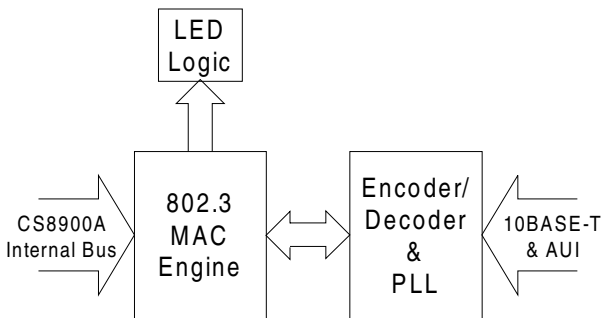 LED
Logic
CS8900A
Internal Bus
802.3
MAC
Engine
Encoder/
Decoder
&
PLL
10BASE-T
& AUI